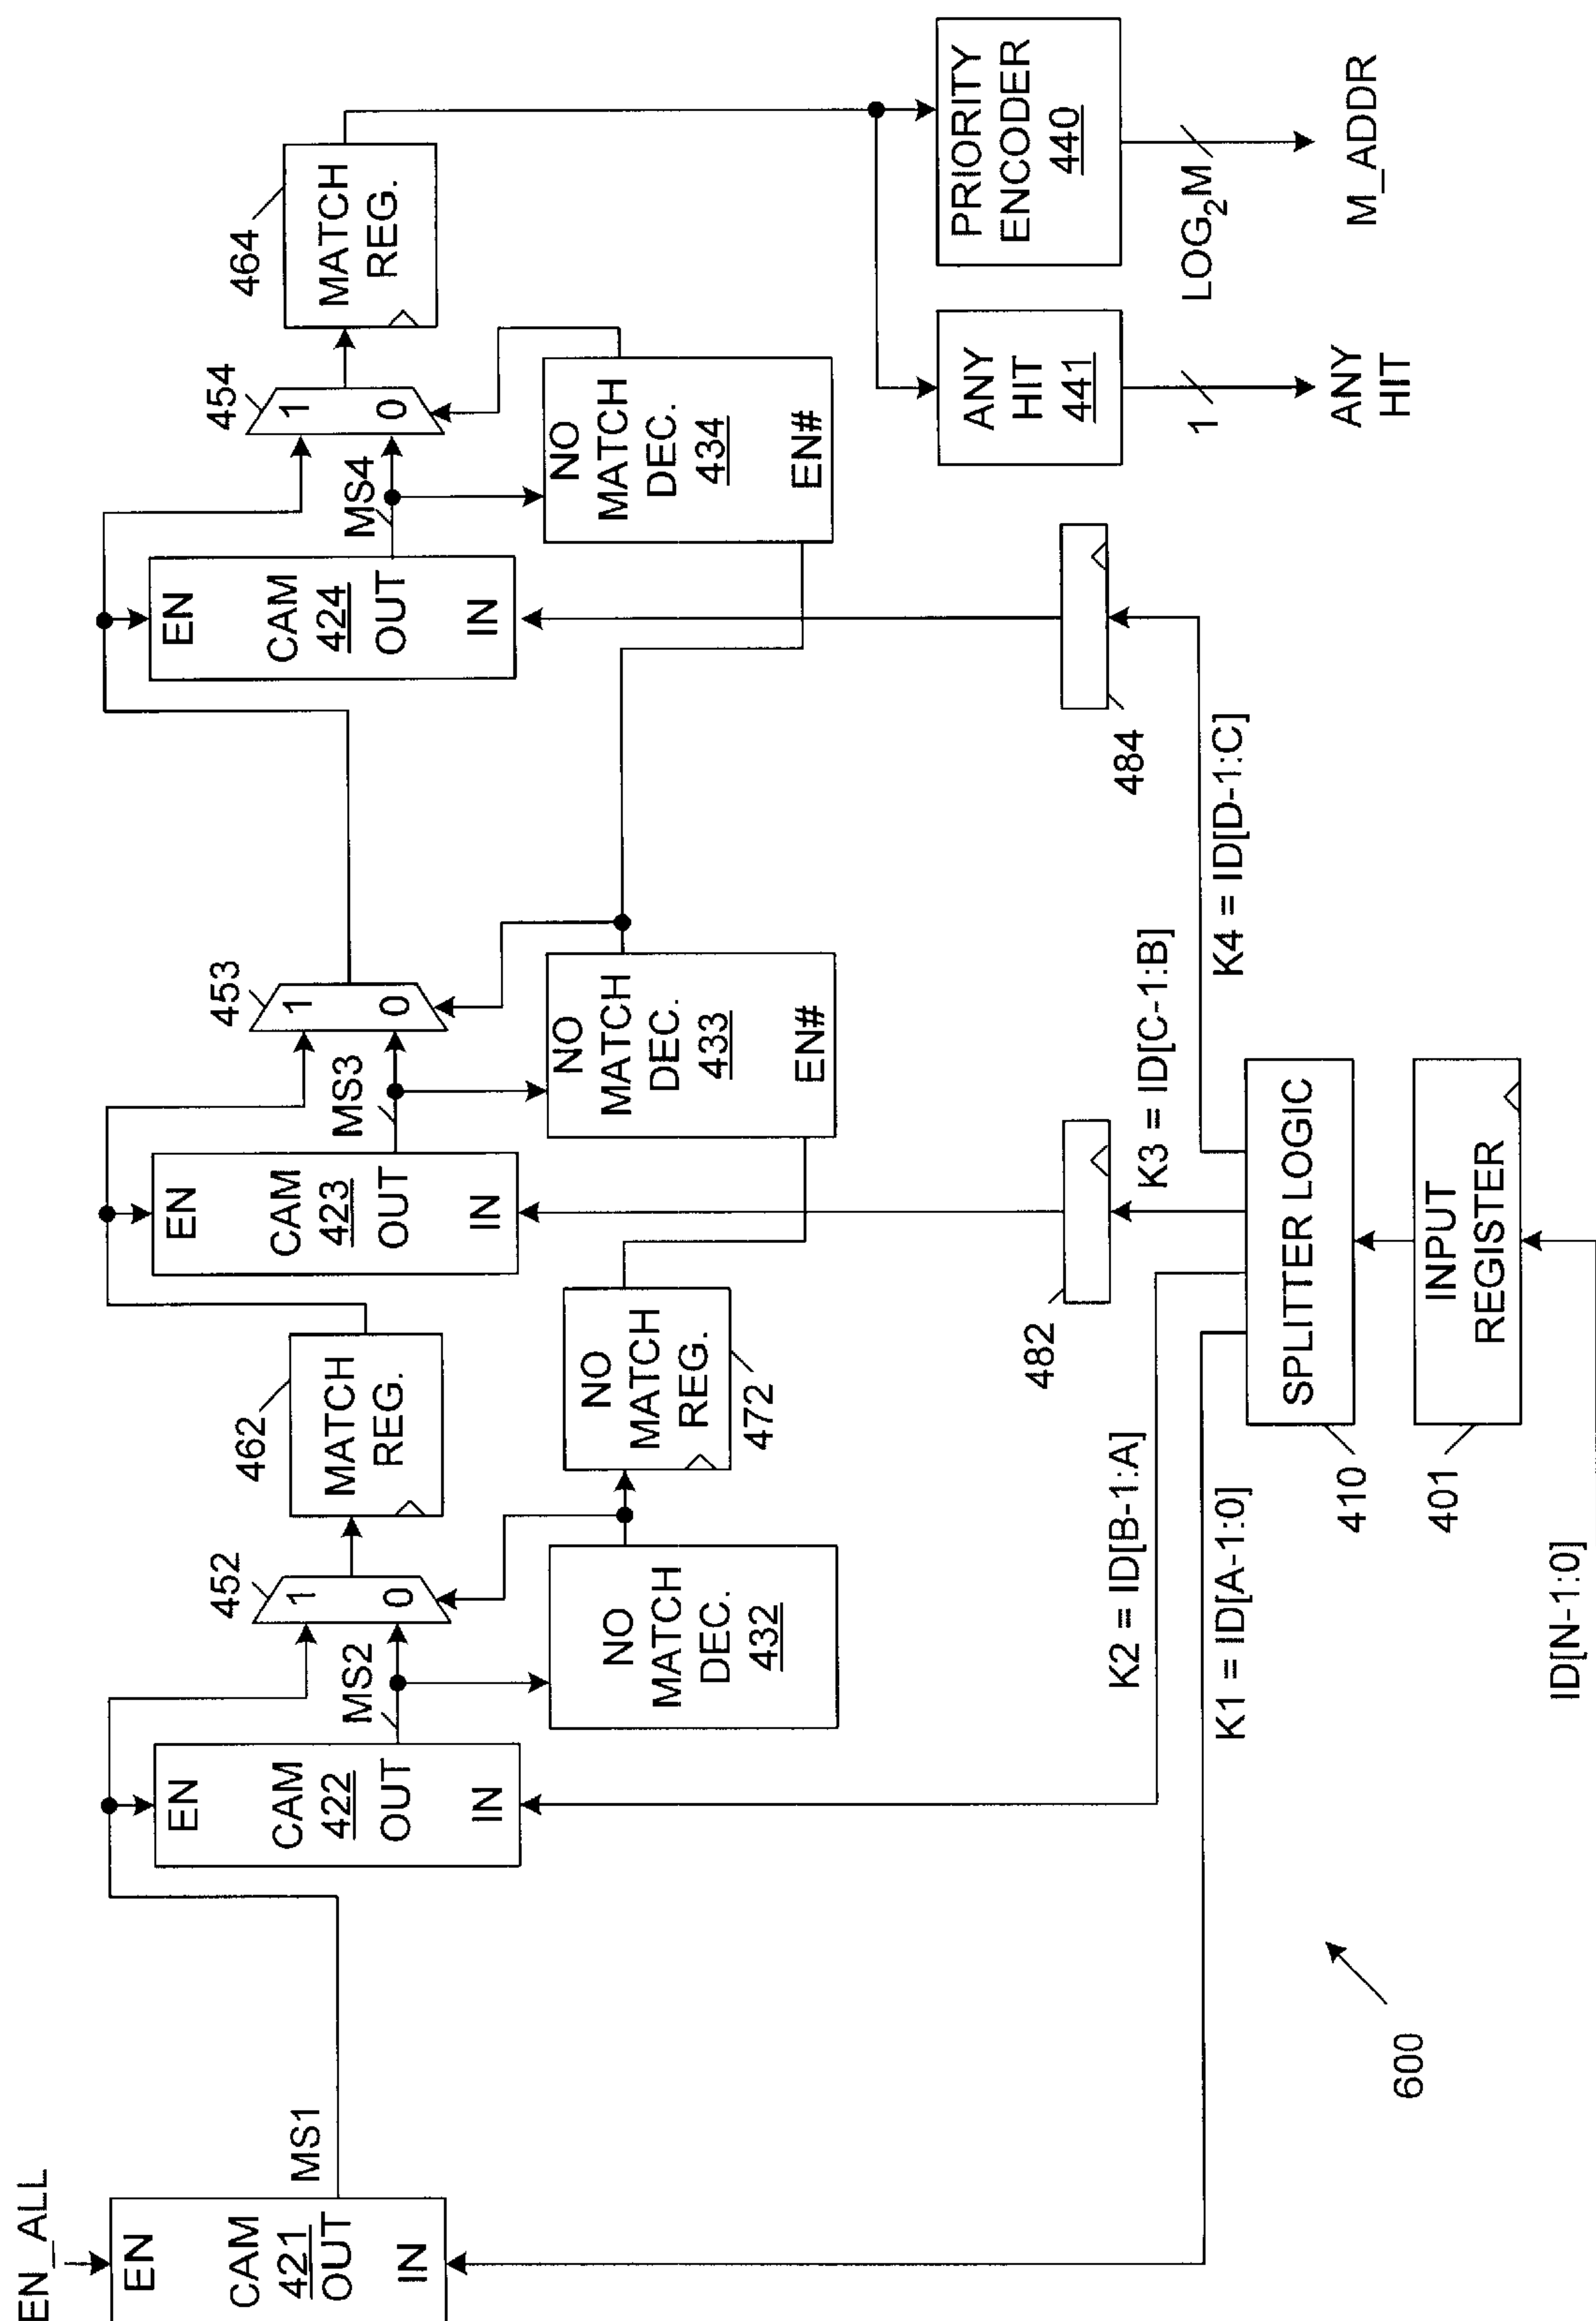 EN_ALL
EN
CAM
421
OUT
IN
MS1
EN
CAM
422
OUT
IN
MS2
452
1
0
NO
MATCH
DEC.
432
462
MATCH
REG.
NO
MATCH
REG.
472
EN
CAM
423
OUT
IN
MS3
453
1
0
NO
MATCH
DEC.
433
EN#
EN
CAM
424
OUT
IN
MS4
454
1
0
NO
MATCH
DEC.
434
EN#
464
MATCH
REG.
ANY
HIT
441
1
ANY
HIT
PRIORITY
ENCODER
440
LOG2M
M_ADDR
482
484
K1 = ID[A-1:0]
K2 = ID[B-1:A]
K3 = ID[C-1:B]
K4 = ID[D-1:C]
SPLITTER LOGIC
410
INPUT
REGISTER
401
ID[N-1:0]
600